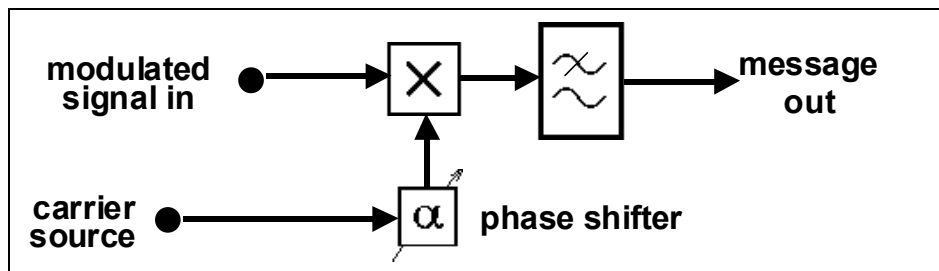 modulated
signal in
X
message
out
carrier
source
α
phase shifter